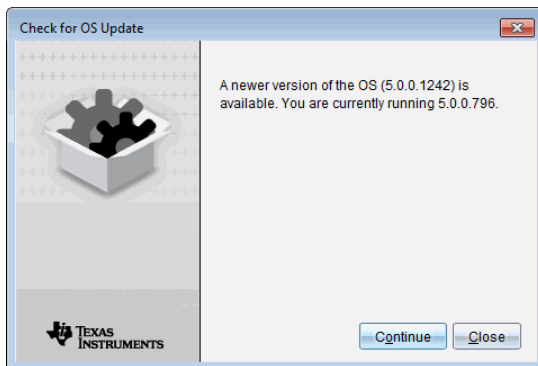 Check for OS Update
A newer version of the OS (5.0.0.1242) is
available. You are currently running 5.0.0.796.
TEXAS
INSTRUMENTS
Continue Close